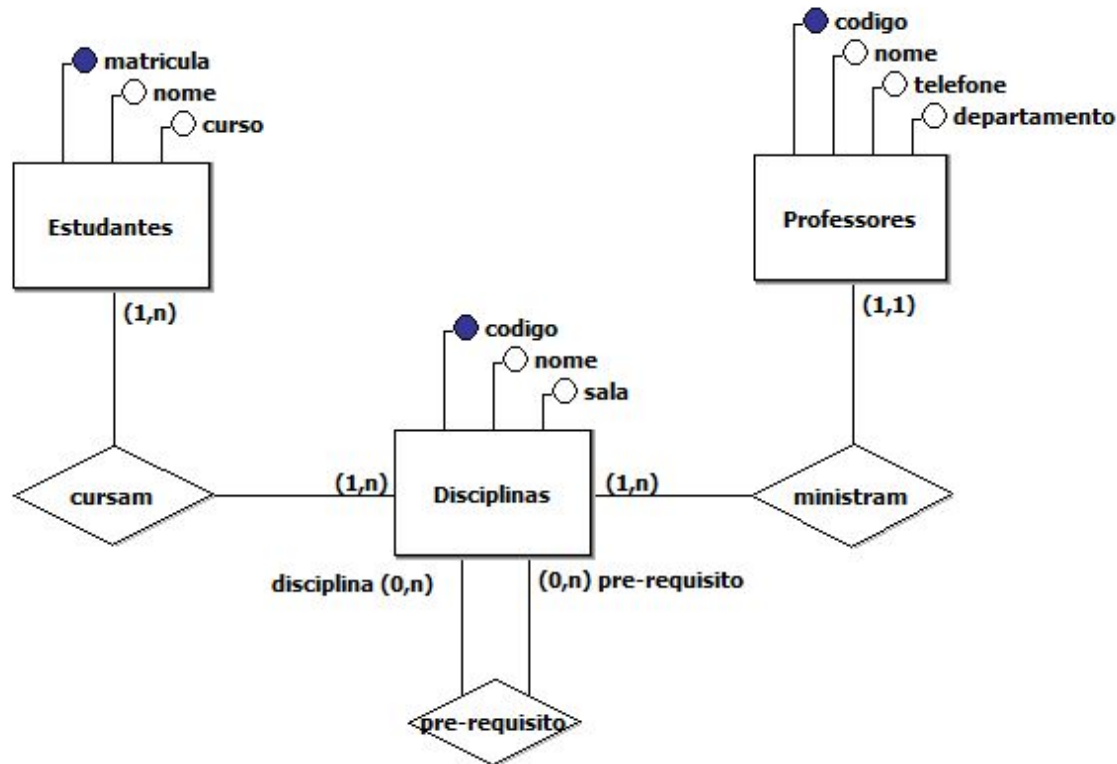 matricula
nome
curso
Estudantes
(1,n)
codigo
nome
telefone
departamento
Professores
(1,1)
codigo
nome
sala
cursam
(1,n)
Disciplinas
(1,n)
ministram
disciplina (0,n)
(0,n) pre-requisito
pre-requisito